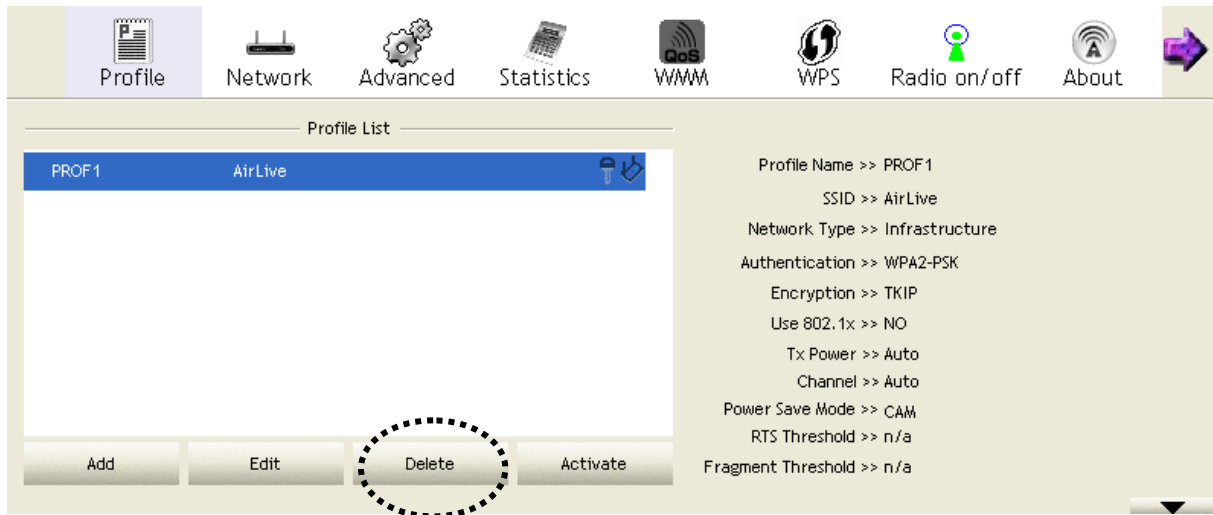 Profile Network Advanced Statistics WMM WPS Radio on/off About
QoS
Profile List
PROF1 AirLive
Add Edit Delete Activate
Profile Name >> PROF1
SSID >> AirLive
Network Type >> Infrastructure
Authentication >> WPA2-PSK
Encryption >> TKIP
Use 802.1x >> NO
Tx Power >> Auto
Channel >> Auto
Power Save Mode >> CAM
RTS Threshold >> n/a
Fragment Threshold >> n/a